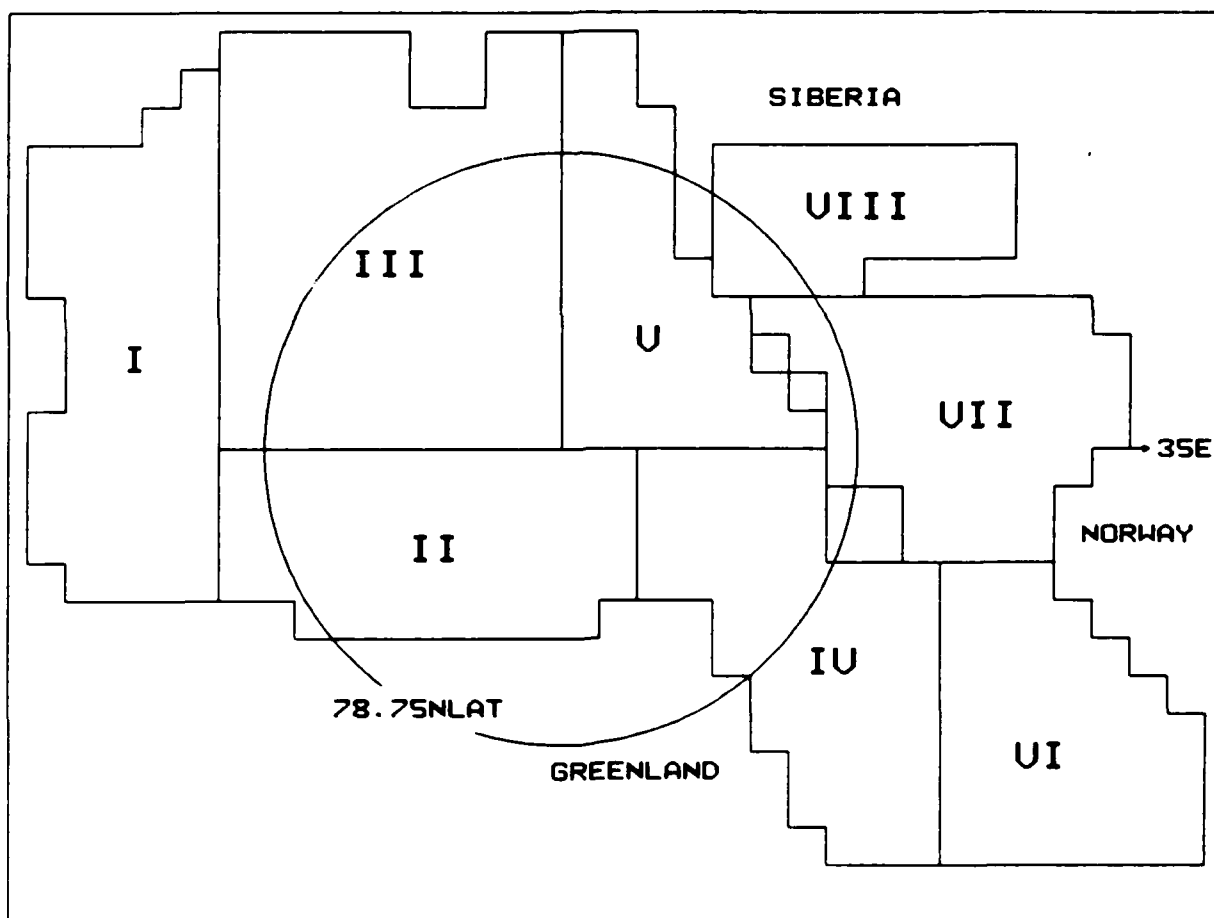 SIBERIA
VIII
III
I
V
VII
35E
NORWAY
II
IV
78.75NLAT
VI
GREENLAND